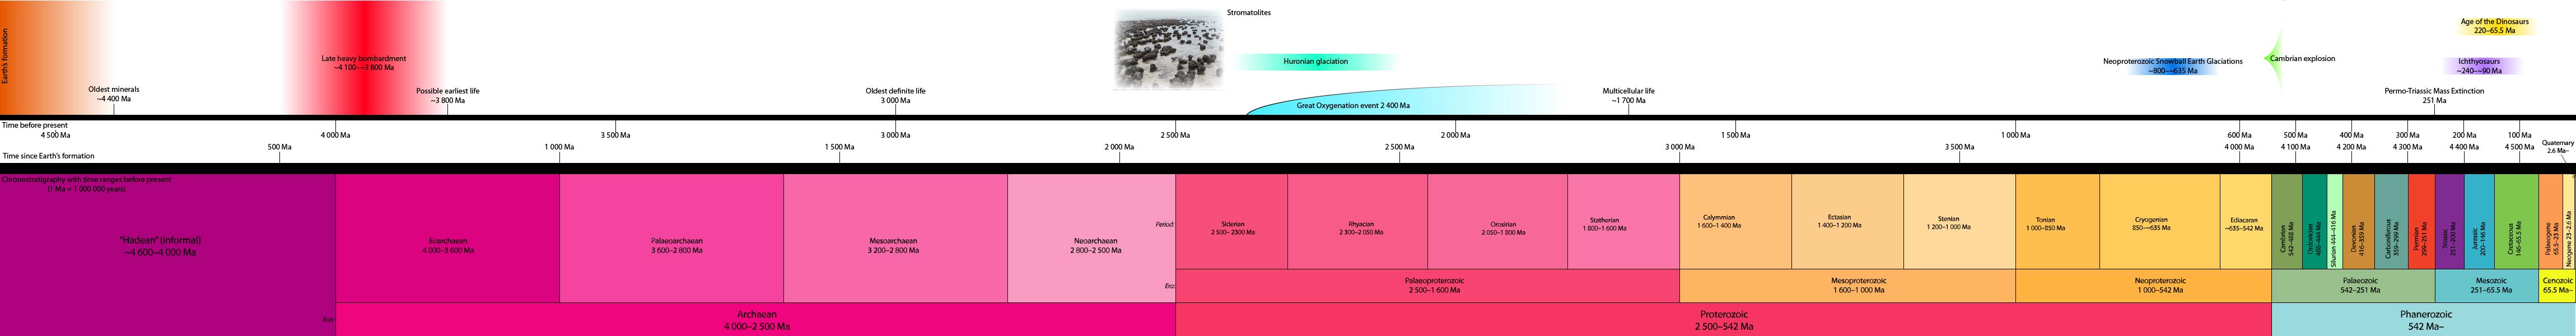 Earth's formation
Stromatolites
Age of the Dinosaurs
220–65.5 Ma
Late heavy bombardment
~4 100—3 800 Ma
Huronian glaciation
Neoproterozoic Snowball Earth Glaciations
~800—635 Ma
Cambrian explosion
Ichthyosaurs
~240—90 Ma
Oldest minerals
~4 400 Ma
Possible earliest life
~3 800 Ma
Oldest definite life
3 000 Ma
Great Oxygenation event 2 400 Ma
Multicellular life
~1 700 Ma
Permo-Triassic Mass Extinction
251 Ma
Time before present
4 500 Ma
4 000 Ma
3 500 Ma
3 000 Ma
2 500 Ma
2 000 Ma
1 500 Ma
1 000 Ma
600 Ma
500 Ma
400 Ma
300 Ma
200 Ma
100 Ma
Time since Earth's formation
500 Ma
1 000 Ma
1 500 Ma
2 000 Ma
2 500 Ma
3 000 Ma
3 500 Ma
4 000 Ma
4 100 Ma
4 200 Ma
4 300 Ma
4 400 Ma
4 500 Ma
Quaternary
2.6 Ma–
Chronostratigraphy with time ranges before present
(1 Ma = 1 000 000 years)
"Hadean" (informal)
~4 600–4 000 Ma
Eoarchaean
4 000–3 600 Ma
Palaeoarchaean
3 600–2 800 Ma
Mesoarchaean
3 200–2 800 Ma
Neoarchaean
2 800–2 500 Ma
Period:
Siderian
2 500– 2300 Ma
Rhyacian
2 300–2 050 Ma
Orosirian
2 050–1 800 Ma
Statherian
1 800–1 600 Ma
Calymmian
1 600–1 400 Ma
Ectasian
1 400–1 200 Ma
Stenian
1 200–1 000 Ma
Tonian
1 000–850 Ma
Cryogenian
850—635 Ma
Ediacaran
~635–542 Ma
Cambrian
542–488 Ma
Ordovician
488–444 Ma
Silurian 444–416 Ma
Devonian
416–359 Ma
Carboniferous
359–299 Ma
Permian
299–251 Ma
Triassic
251–200 Ma
Jurassic
200–146 Ma
Cretaceous
146–65.5 Ma
Palaeogene
65.5–23 Ma
Neogene 23–2.6 Ma
Era:
Palaeoproterozoic
2 500–1 600 Ma
Mesoproterozoic
1 600–1 000 Ma
Neoproterozoic
1 000–542 Ma
Palaeozoic
542–251 Ma
Mesozoic
251–65.5 Ma
Cenozoic
65.5 Ma–
Eon:
Archaean
4 000–2 500 Ma
Proterozoic
2 500–542 Ma
Phanerozoic
542 Ma–